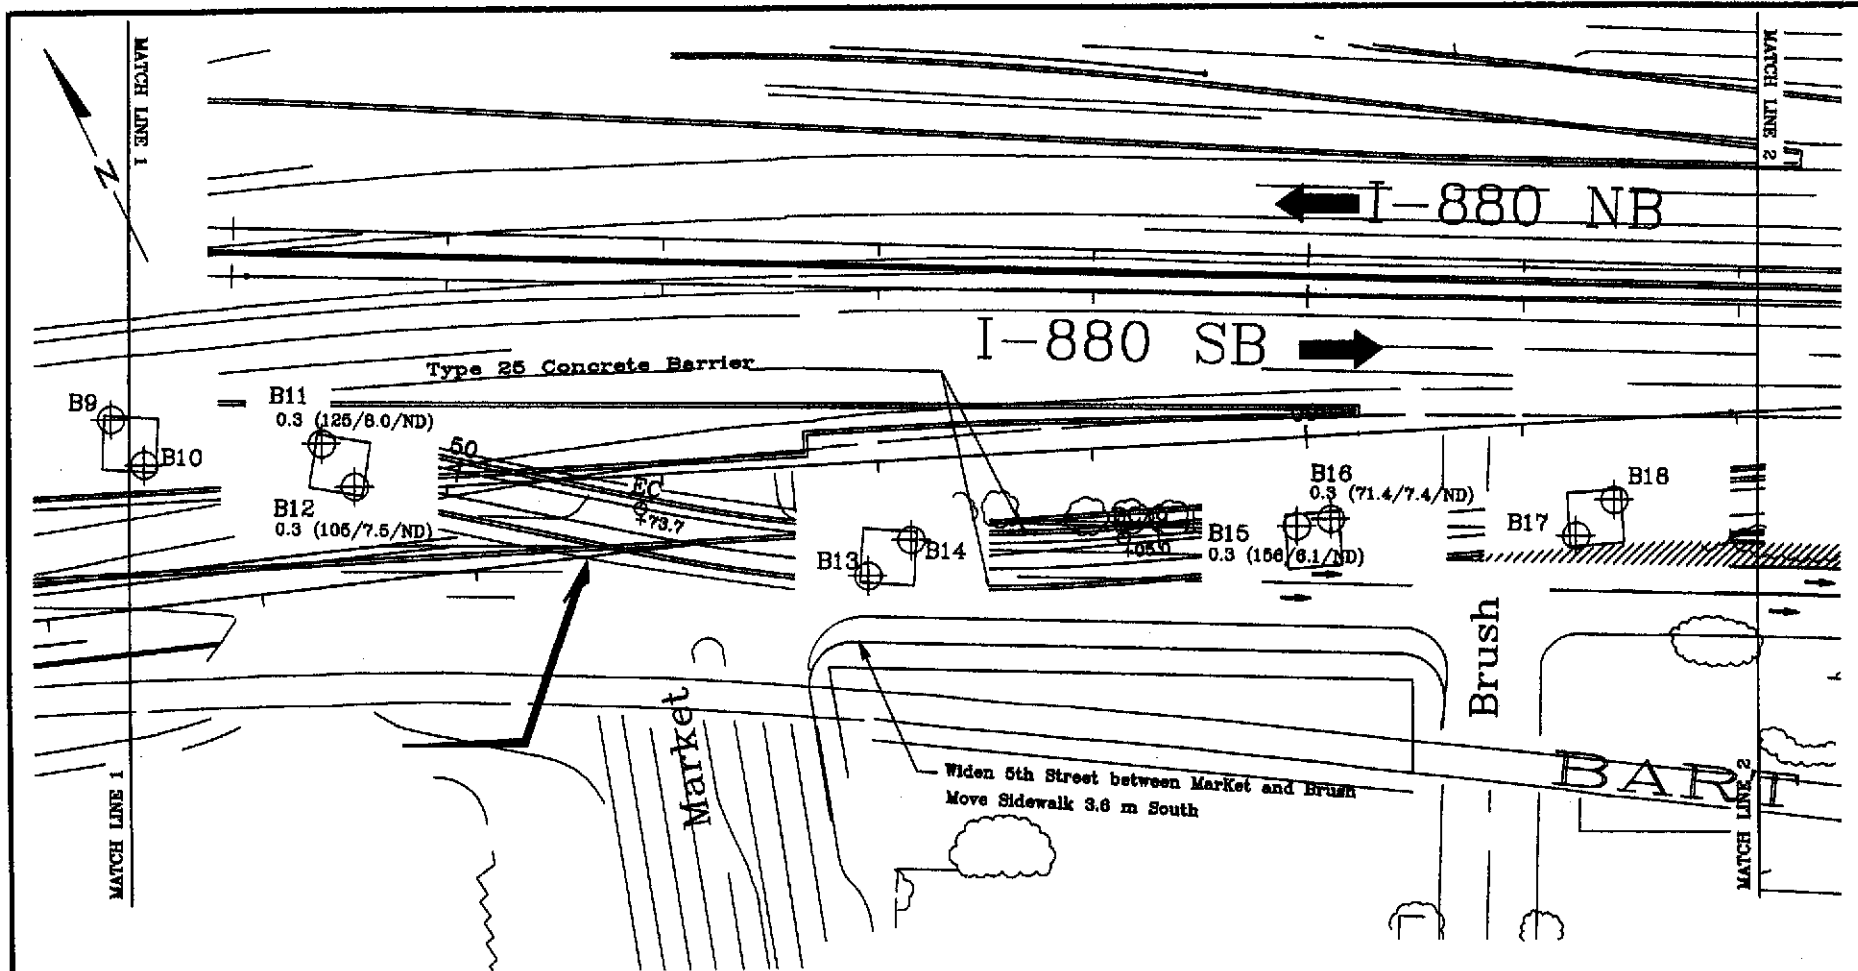 MATCH LINE 1
MATCH LINE 2
N
I-880 NB
I-880 SB
Type 25 Concrete Barrier
B9
B10
B11
0.3 (125/8.0/ND)
B12
0.3 (105/7.5/ND)
50
EC
+73.7
B13
B14
B15
0.3 (156/6.1/ND)
B16
0.3 (71.4/7.4/ND)
B17
B18
Market
Brush
Widen 5th Street between MarKet and Brush
Move Sidewalk 3.6 m South
BART
MATCH LINE 1
MATCH LINE 2